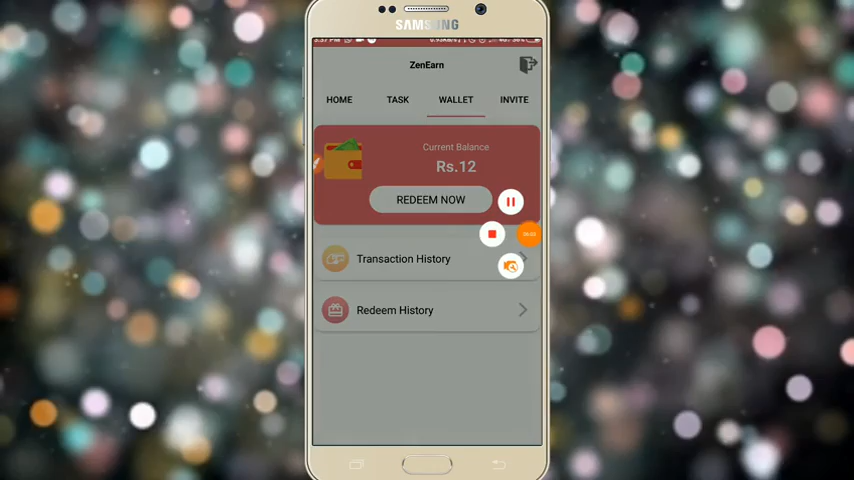 SAMSUNG
ZenEarn
HOME TASK WALLET INVITE
Current Balance
Rs.12
REDEEM NOW
Transaction History
Redeem History